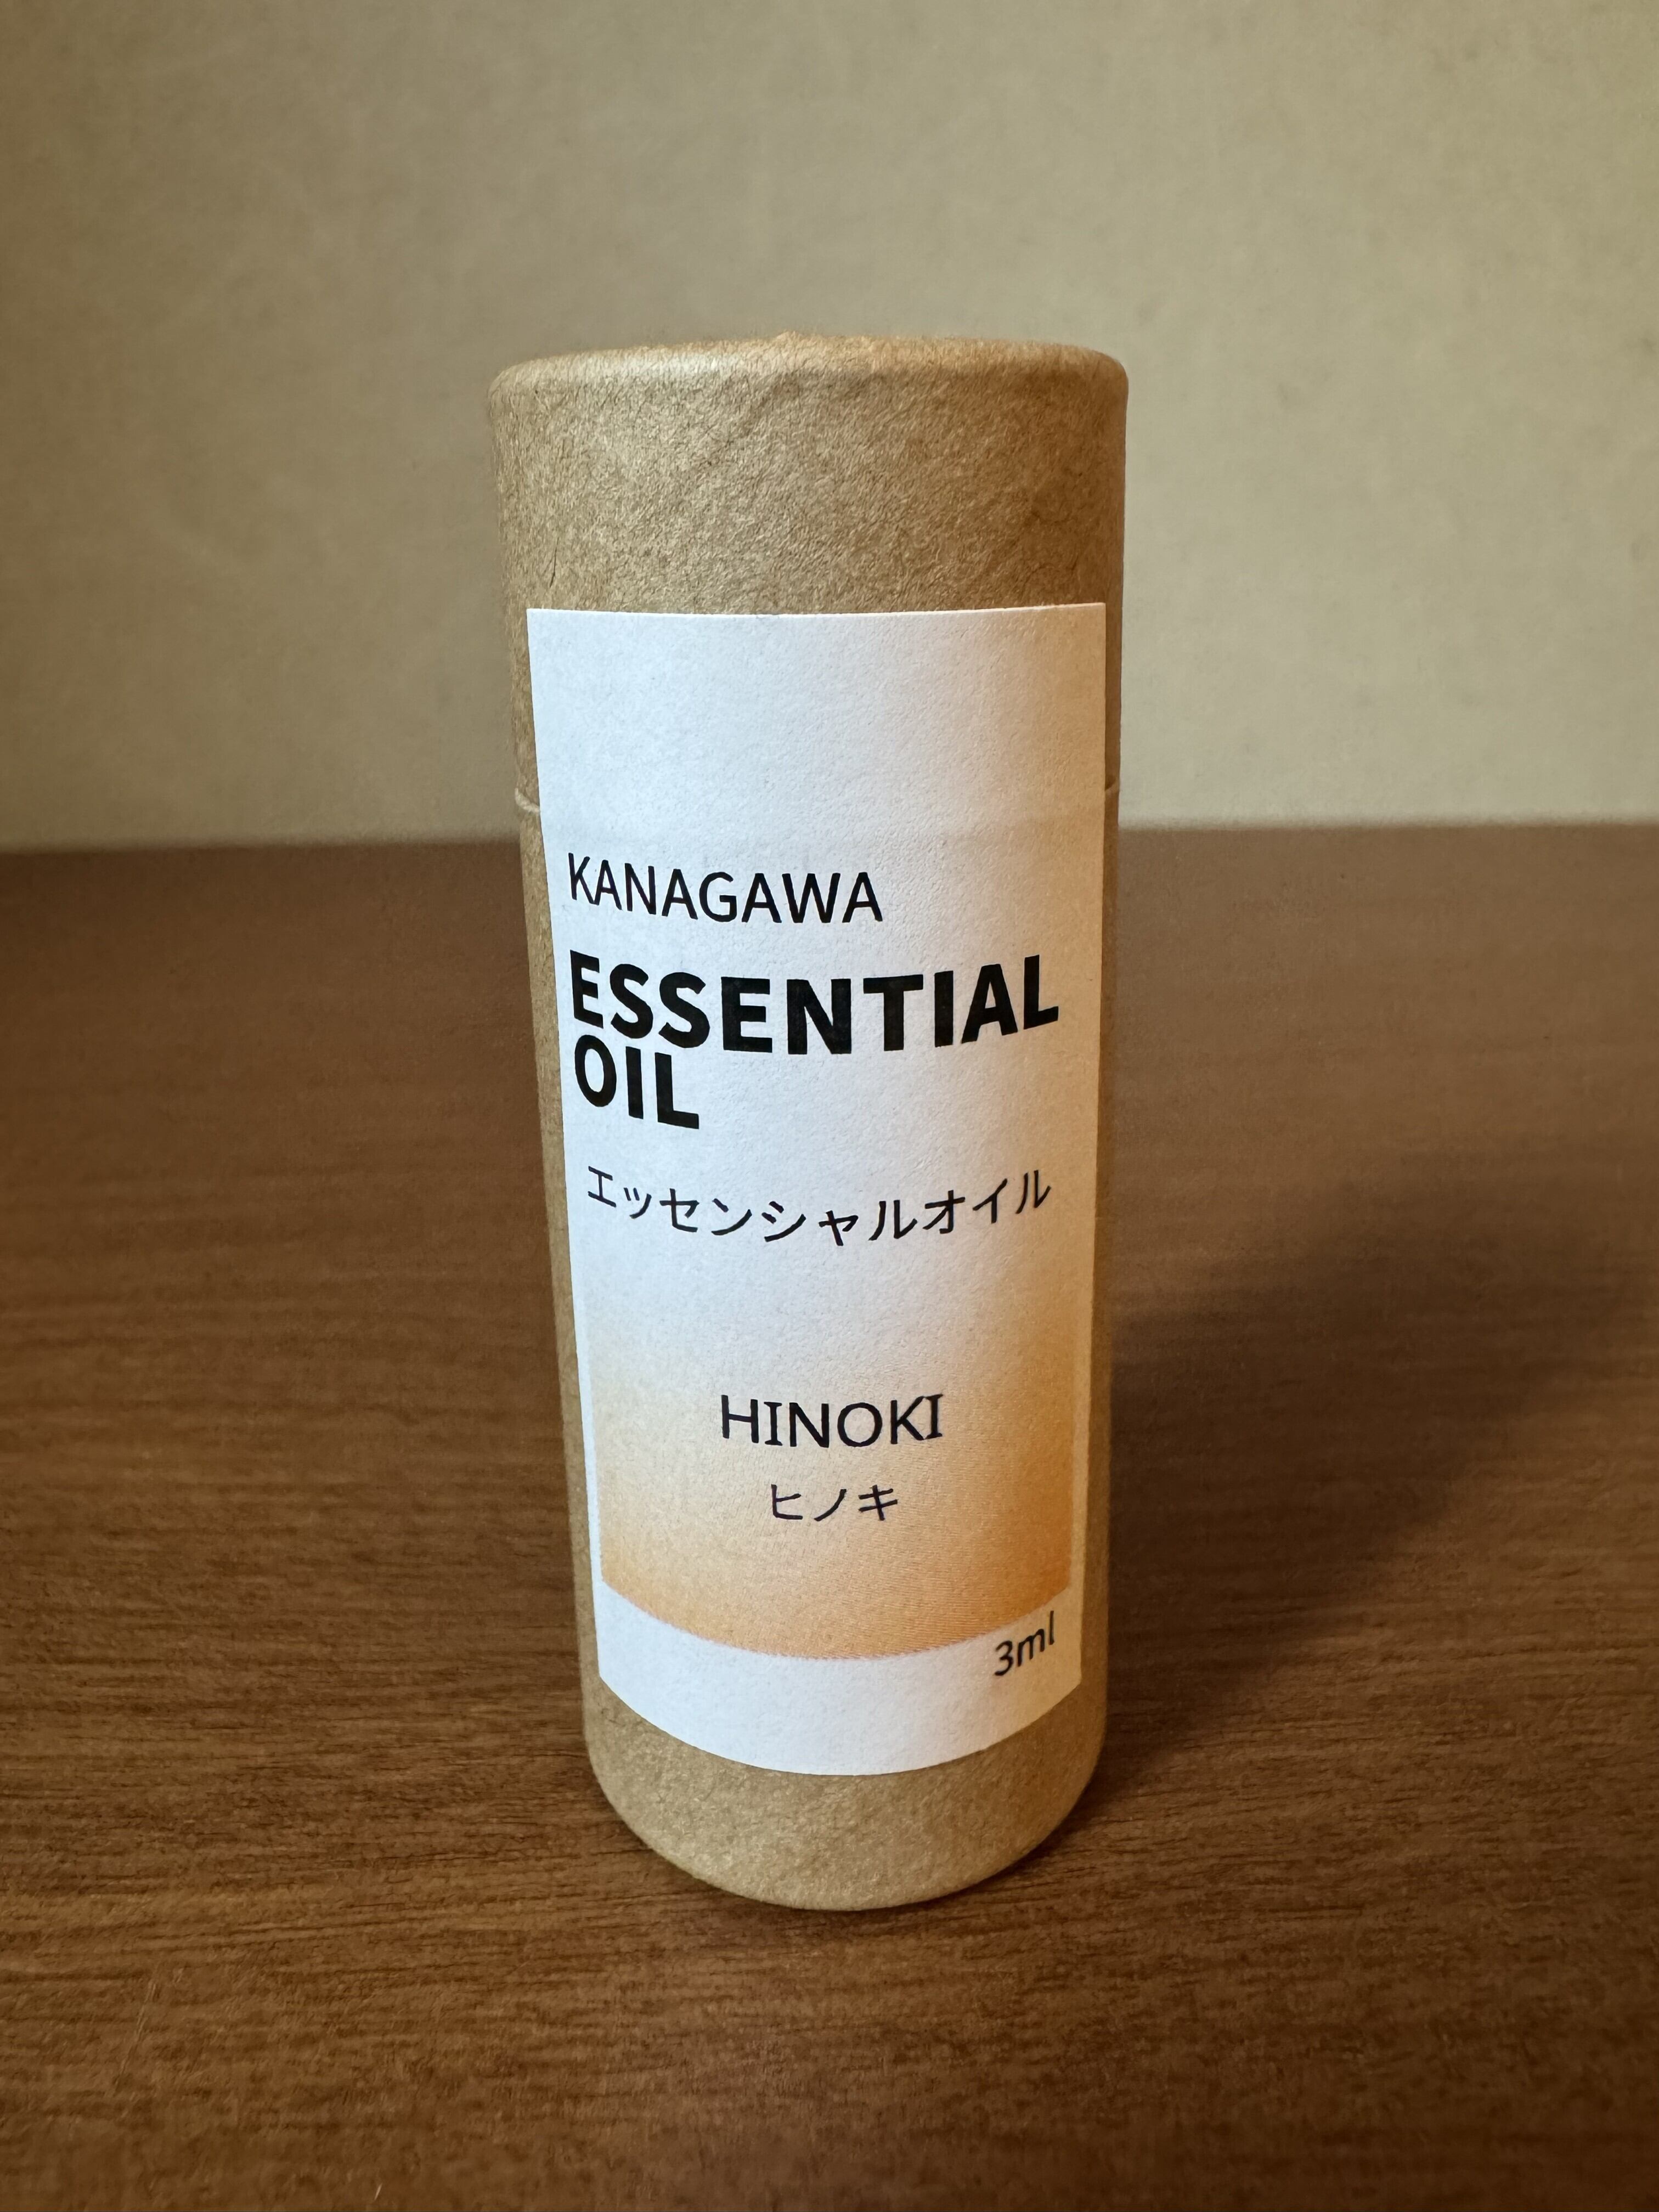 KANAGAWA
ESSENTIAL
OIL
エッセンシャルオイル
HINOKI
ヒノキ
3ml